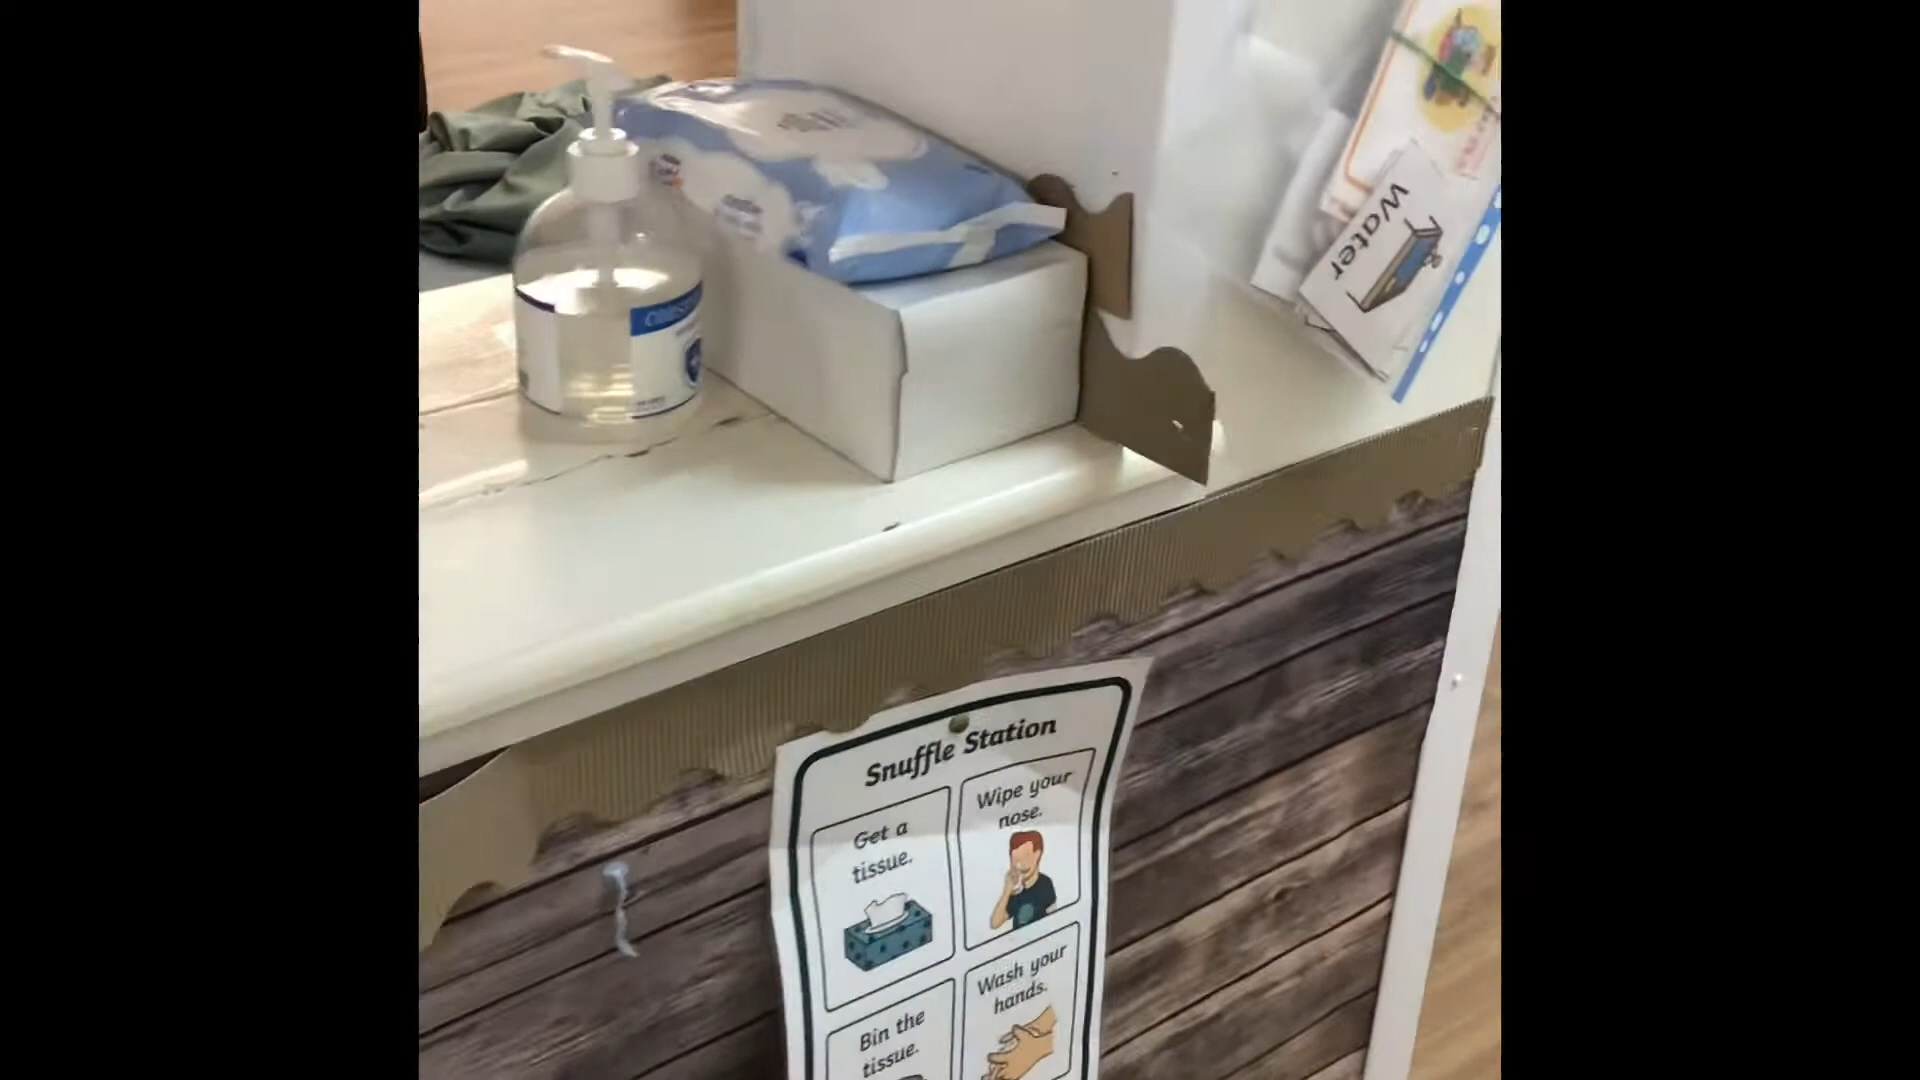 Water
Snuffle Station
Get a
tissue.
Wipe your
nose.
Bin the
tissue.
Wash your
hands.